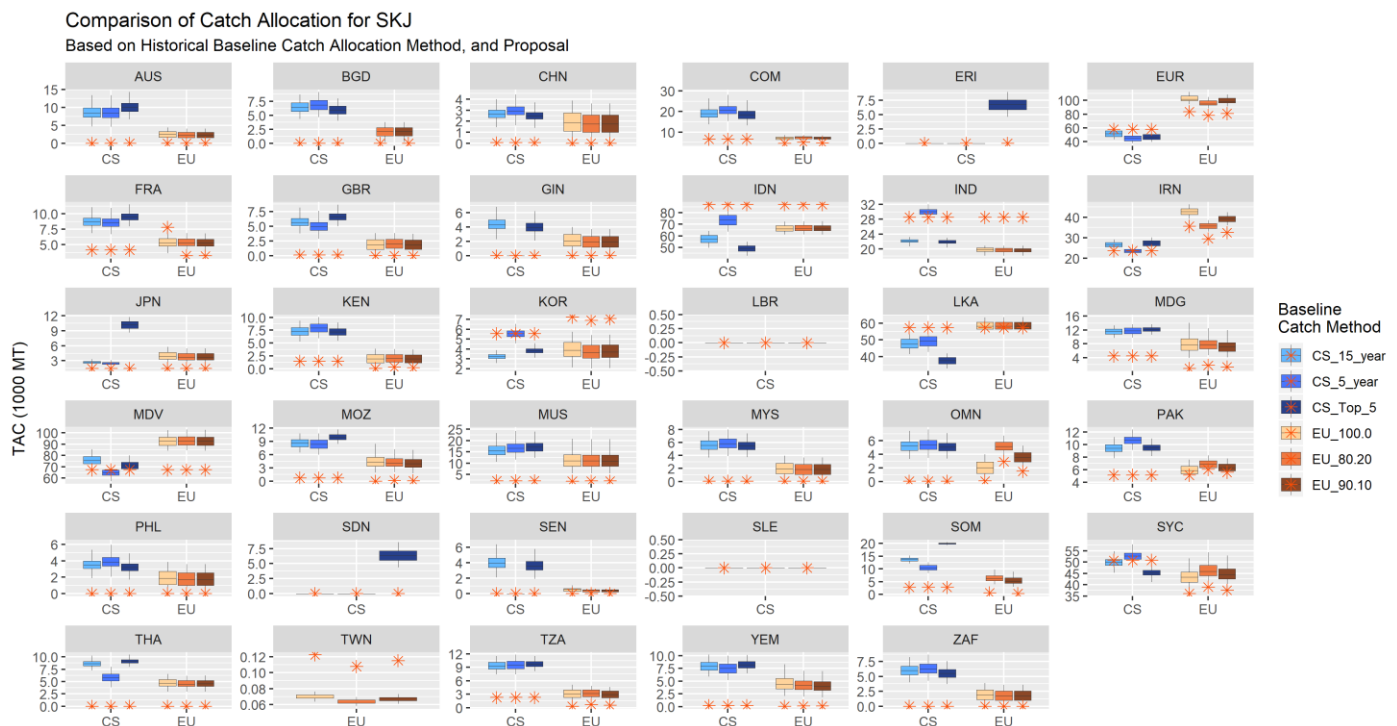 Comparison of Catch Allocation for SKJ
Based on Historical Baseline Catch Allocation Method, and Proposal
AUS BGD CHN COM ERI EUR
15 10 5 0
7.5 5.0 2.5 0.0
4 3 2 1 0
30 20 10
7.5 5.0 2.5 0.0
100 80 60 40
CS EU CS EU CS EU CS EU CS CS EU
FRA GBR GIN IDN IND IRN
10.0 7.5 5.0
7.5 5.0 2.5 0.0
6 4 2 0
80 70 60 50
32 28 24 20
40 30 20
CS EU CS EU CS EU CS EU CS EU CS EU
JPN KEN KOR LBR LKA MDG
12 9 6 3
10.0 7.5 5.0 2.5 0.0
7 6 5 4 3 2
0.50 0.25 0.00 -0.25 -0.50
60 50 40
16 12 8 4
CS EU CS EU CS EU CS CS EU CS EU
MDV MOZ MUS MYS OMN PAK
100 90 80 70 60
12 9 6 3 0
25 20 15 10 5
8 6 4 2 0
6 4 2 0
12 10 8 6 4
CS EU CS EU CS EU CS EU CS EU CS EU
PHL SDN SEN SLE SOM SYC
6 4 2 0
7.5 5.0 2.5 0.0
6 4 2 0
0.50 0.25 0.00 -0.25 -0.50
20 15 10 5 0
55 50 45 40 35
CS EU CS CS EU CS CS EU CS EU
THA TWN TZA YEM ZAF
10.0 7.5 5.0 2.5 0.0
0.12 0.10 0.08 0.06
12 9 6 3 0
10.0 7.5 5.0 2.5 0.0
7.5 5.0 2.5 0.0
CS EU EU CS EU CS EU CS EU
TAC (1000 MT)
Baseline
Catch Method
CS_15_year
CS_5_year
CS_Top_5
EU_100.0
EU_80.20
EU_90.10